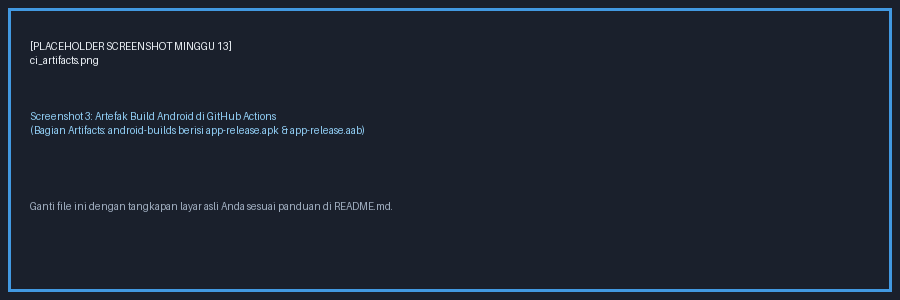 [PLACEHOLDER SCREENSHOT MINGGU 13]
ci_artifacts.png
Screenshot 3: Artefak Build Android di GitHub Actions
(Bagian Artifacts: android-builds berisi app-release.apk & app-release.aab)
Ganti file ini dengan tangkapan layar asli Anda sesuai panduan di README.md.